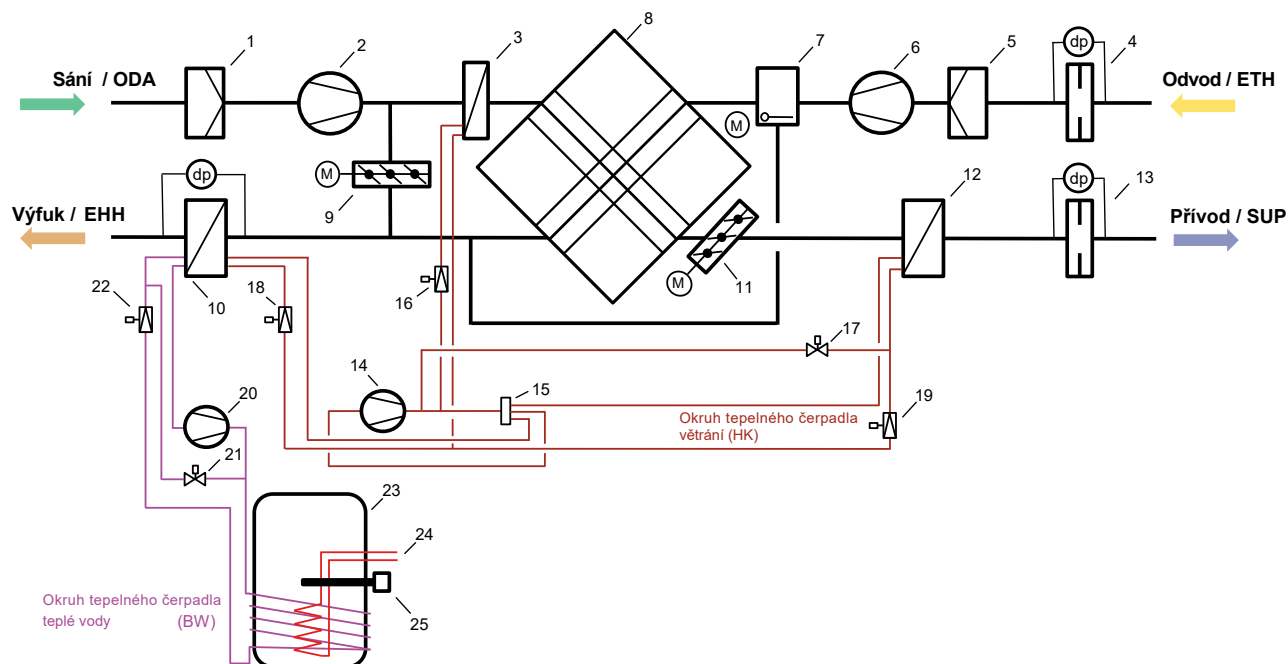 1
2
3
8
7
6
5
dp
4
Sání / ODA
Odvod / ETH
M
dp
M
9
12
dp
13
Výfuk / EHH
Přívod / SUP
M
11
22
10
18
16
17
14
15
19
20
Okruh tepelného čerpadla
větrání (HK)
21
23
24
25
Okruh tepelného čerpadla
teplé vody (BW)